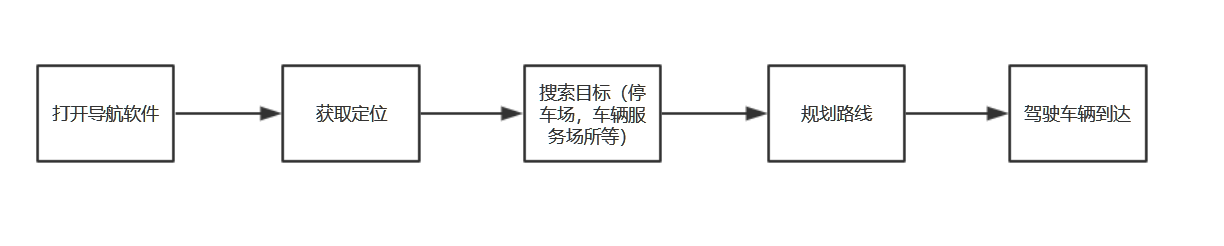 打开导航软件
获取定位
搜索目标（停
车场，车辆服
务场所等）
规划路线
驾驶车辆到达